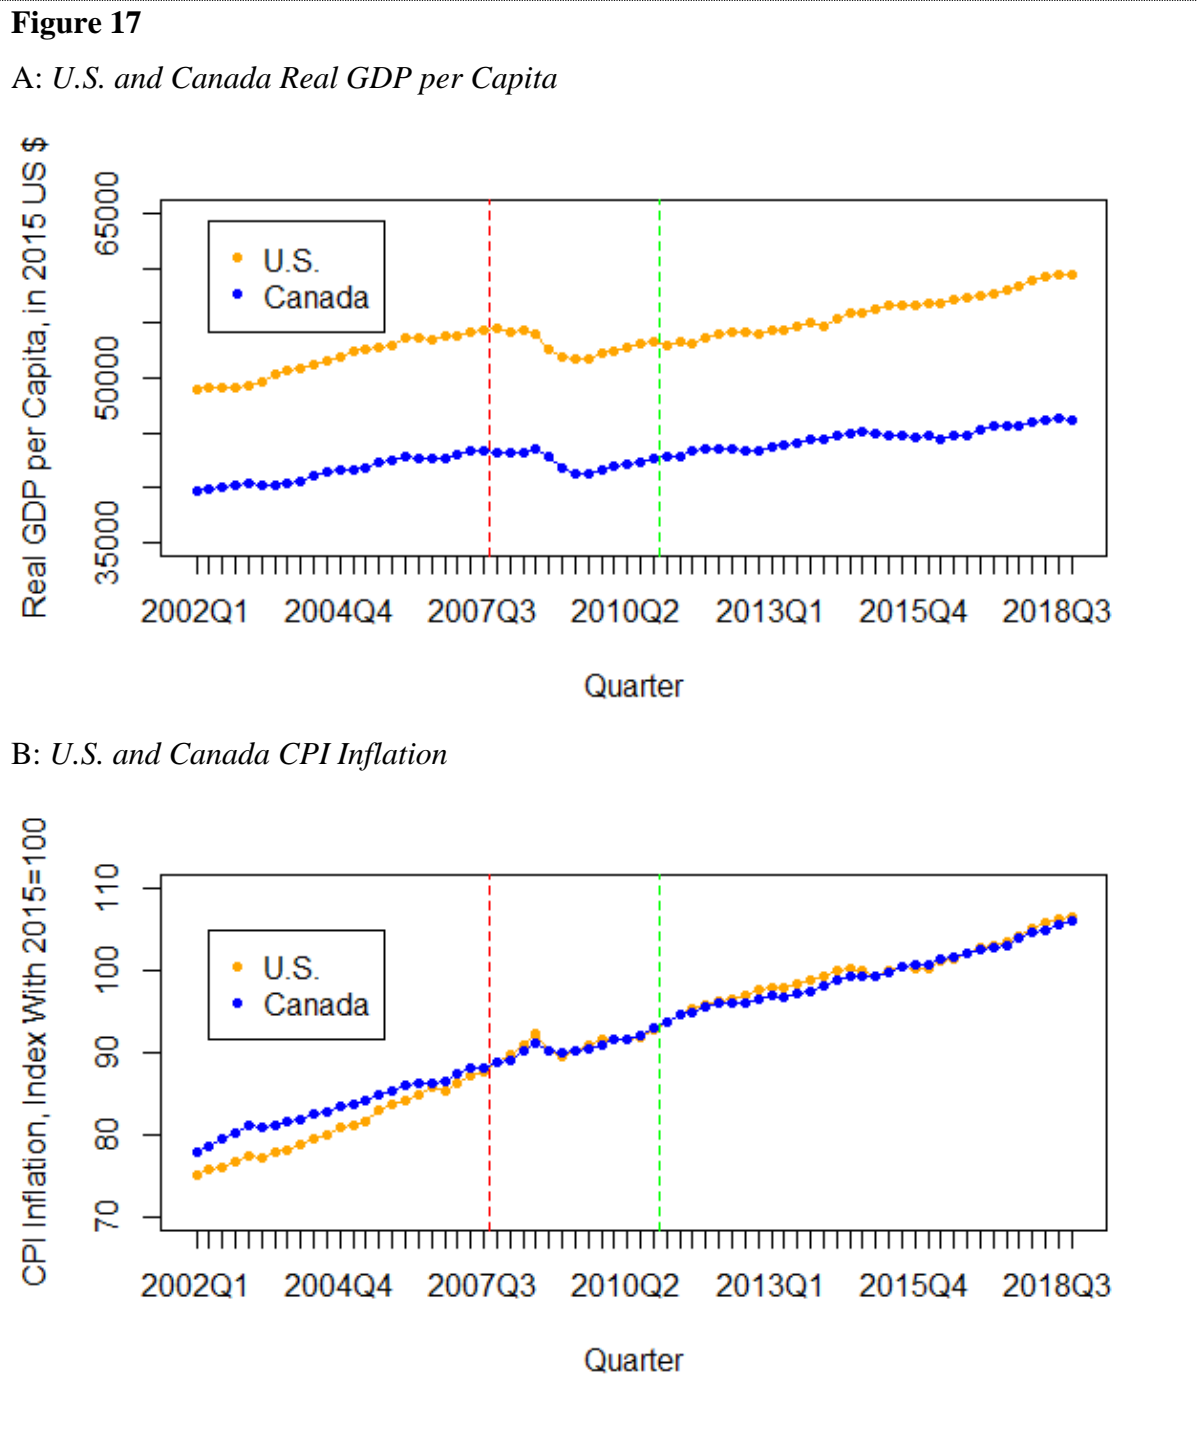 Figure 17
A: U.S. and Canada Real GDP per Capita
Real GDP per Capita, in 2015 US $
65000
50000
35000
U.S.
Canada
2002Q1 2004Q4 2007Q3 2010Q2 2013Q1 2015Q4 2018Q3
Quarter
B: U.S. and Canada CPI Inflation
CPI Inflation, Index With 2015=100
110
100
90
80
70
U.S.
Canada
2002Q1 2004Q4 2007Q3 2010Q2 2013Q1 2015Q4 2018Q3
Quarter